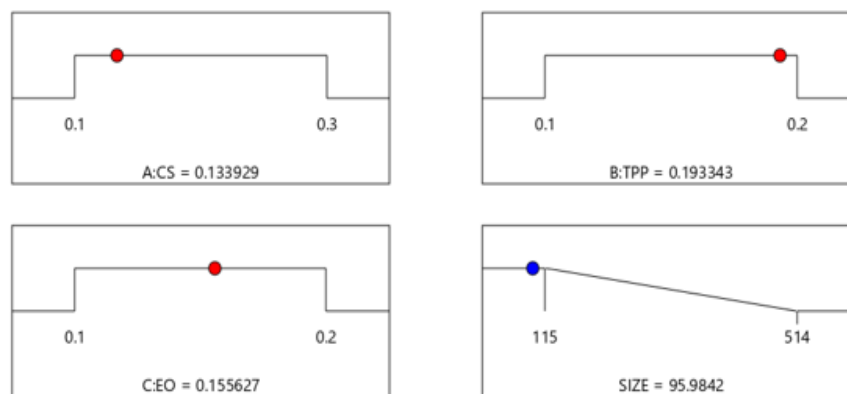 0.1 0.3
A:CS = 0.133929
0.1 0.2
B:TPP = 0.193343
0.1 0.2
C:EO = 0.155627
115 514
SIZE = 95.9842